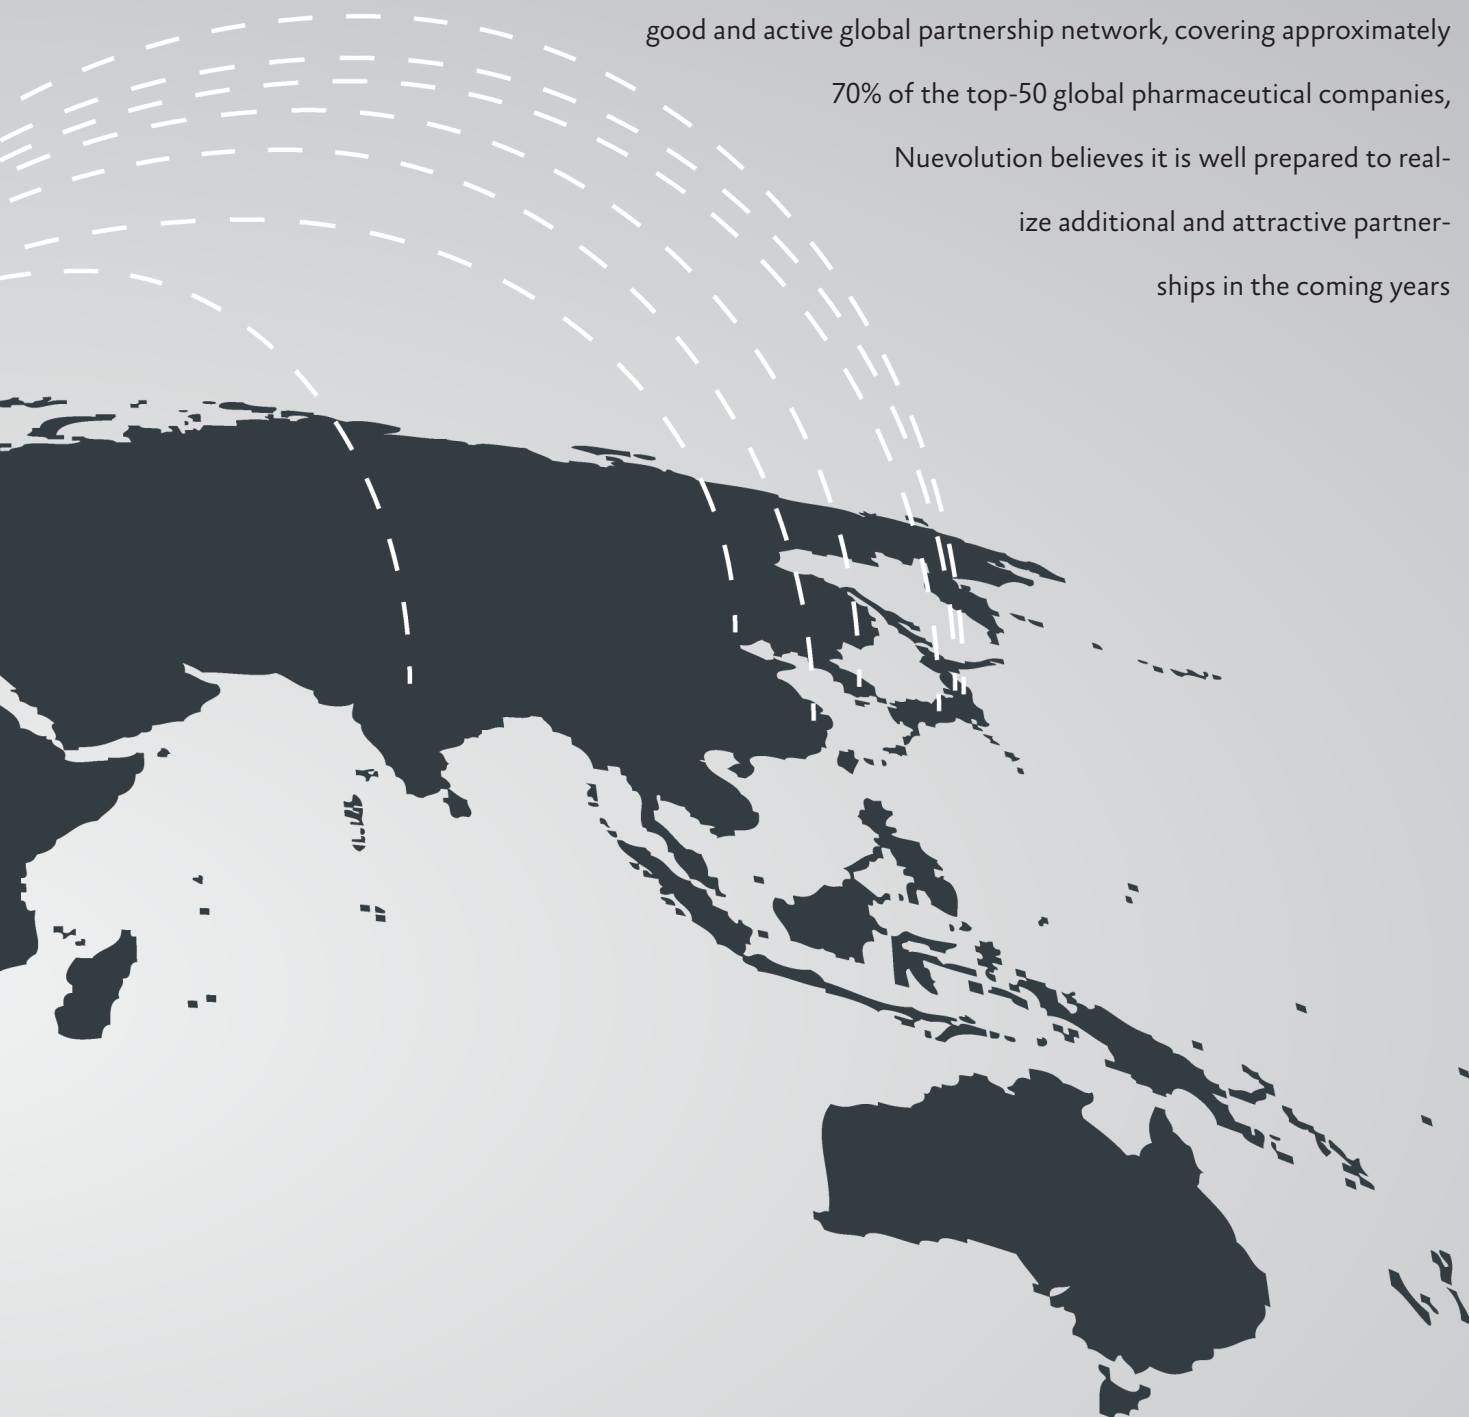 good and active global partnership network, covering approximately
70% of the top-50 global pharmaceutical companies,
Nuevolution believes it is well prepared to real-
ize additional and attractive partner-
ships in the coming years